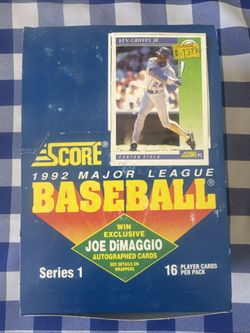 KEN GRIFFEY, JR.
CENTER FIELD
SCORE
1992 MAJOR LEAGUE
BASEBALL
WIN
EXCLUSIVE
JOE DiMAGGIO
AUTOGRAPHED CARDS
SEE DETAILS ON
WRAPPERS
Series 1
16 PLAYER CARDS
PER PACK